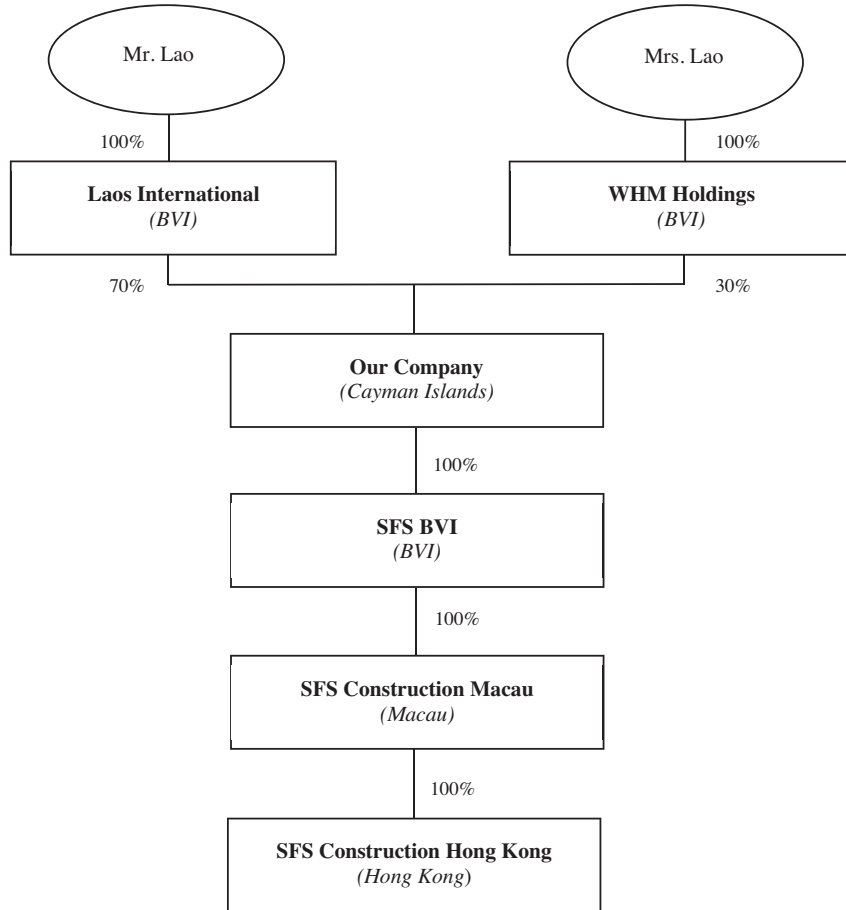 Mr. Lao
Mrs. Lao
100%
100%
Laos International
(BVI)
WHM Holdings
(BVI)
70%
30%
Our Company
(Cayman Islands)
100%
SFS BVI
(BVI)
100%
SFS Construction Macau
(Macau)
100%
SFS Construction Hong Kong
(Hong Kong)